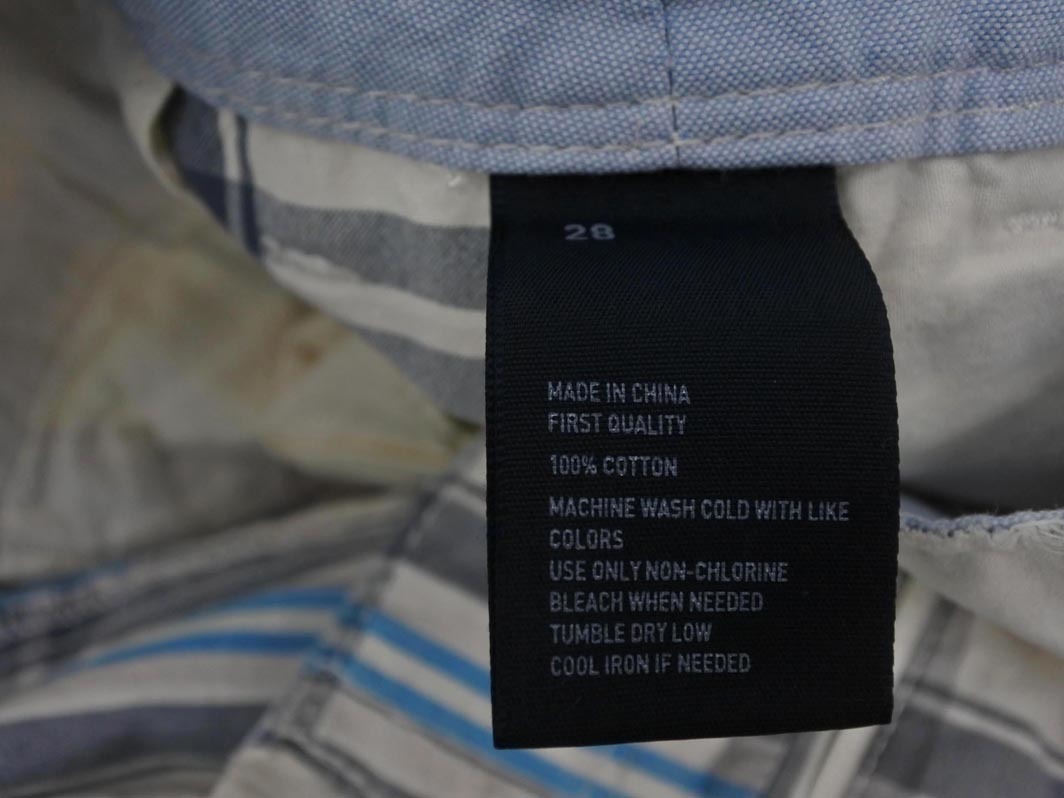 28
MADE IN CHINA
FIRST QUALITY
100% COTTON
MACHINE WASH COLD WITH LIKE
COLORS
USE ONLY NON-CHLORINE
BLEACH WHEN NEEDED
TUMBLE DRY LOW
COOL IRON IF NEEDED